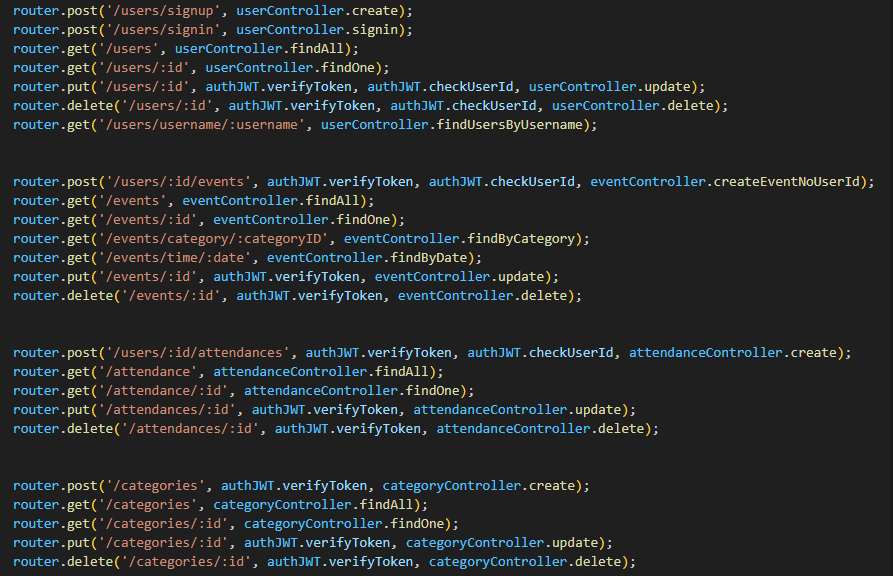 router.post('/users/signup', userController.create);
router.post('/users/signin', userController.signin);
router.get('/users', userController.findAll);
router.get('/users/:id', userController.findOne);
router.put('/users/:id', authJWT.verifyToken, authJWT.checkUserId, userController.update);
router.delete('/users/:id', authJWT.verifyToken, authJWT.checkUserId, userController.delete);
router.get('/users/username/:username', userController.findUsersByUsername);
router.post('/users/:id/events', authJWT.verifyToken, authJWT.checkUserId, eventController.createEventNoUserId);
router.get('/events', eventController.findAll);
router.get('/events/:id', eventController.findOne);
router.get('/events/category/:categoryID', eventController.findByCategory);
router.get('/events/time/:date', eventController.findByDate);
router.put('/events/:id', authJWT.verifyToken, eventController.update);
router.delete('/events/:id', authJWT.verifyToken, eventController.delete);
router.post('/users/:id/attendances', authJWT.verifyToken, authJWT.checkUserId, attendanceController.create);
router.get('/attendance', attendanceController.findAll);
router.get('/attendance/:id', attendanceController.findOne);
router.put('/attendances/:id', authJWT.verifyToken, attendanceController.update);
router.delete('/attendances/:id', authJWT.verifyToken, attendanceController.delete);
router.post('/categories', authJWT.verifyToken, categoryController.create);
router.get('/categories', categoryController.findAll);
router.get('/categories/:id', categoryController.findOne);
router.put('/categories/:id', authJWT.verifyToken, categoryController.update);
router.delete('/categories/:id', authJWT.verifyToken, categoryController.delete);